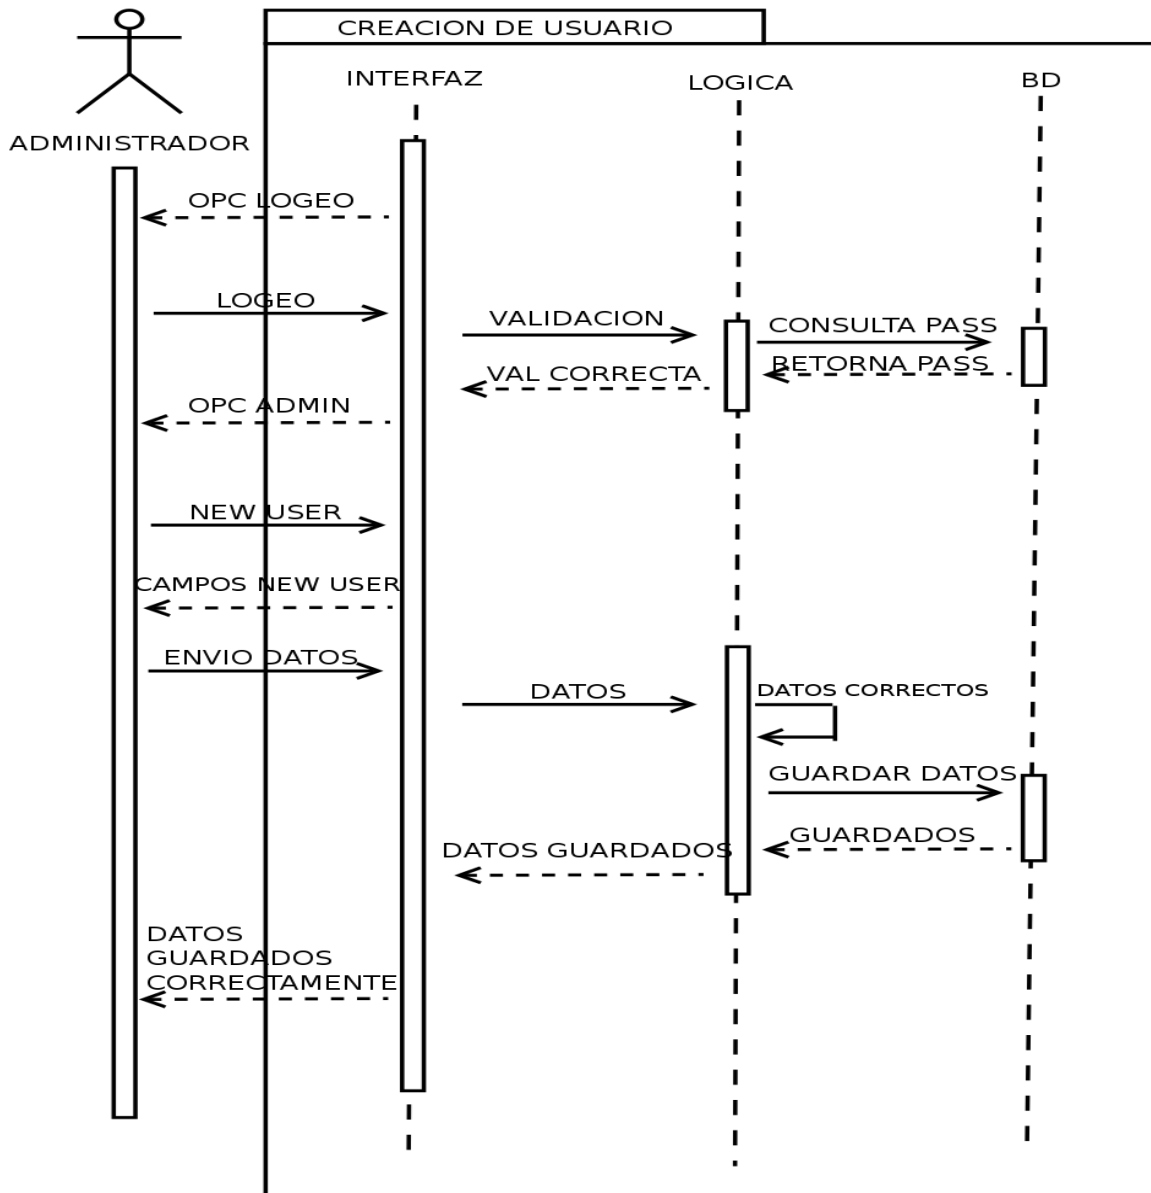 CREACION DE USUARIO
INTERFAZ
LOGICA
BD
ADMINISTRADOR
OPC LOGEO
LOGEO
VALIDACION
CONSULTA PASS
RETORNA PASS
VAL CORRECTA
OPC ADMIN
NEW USER
CAMPOS NEW USER
ENVIO DATOS
DATOS
DATOS CORRECTOS
GUARDAR DATOS
GUARDADOS
DATOS GUARDADOS
DATOS
GUARDADOS
CORRECTAMENTE